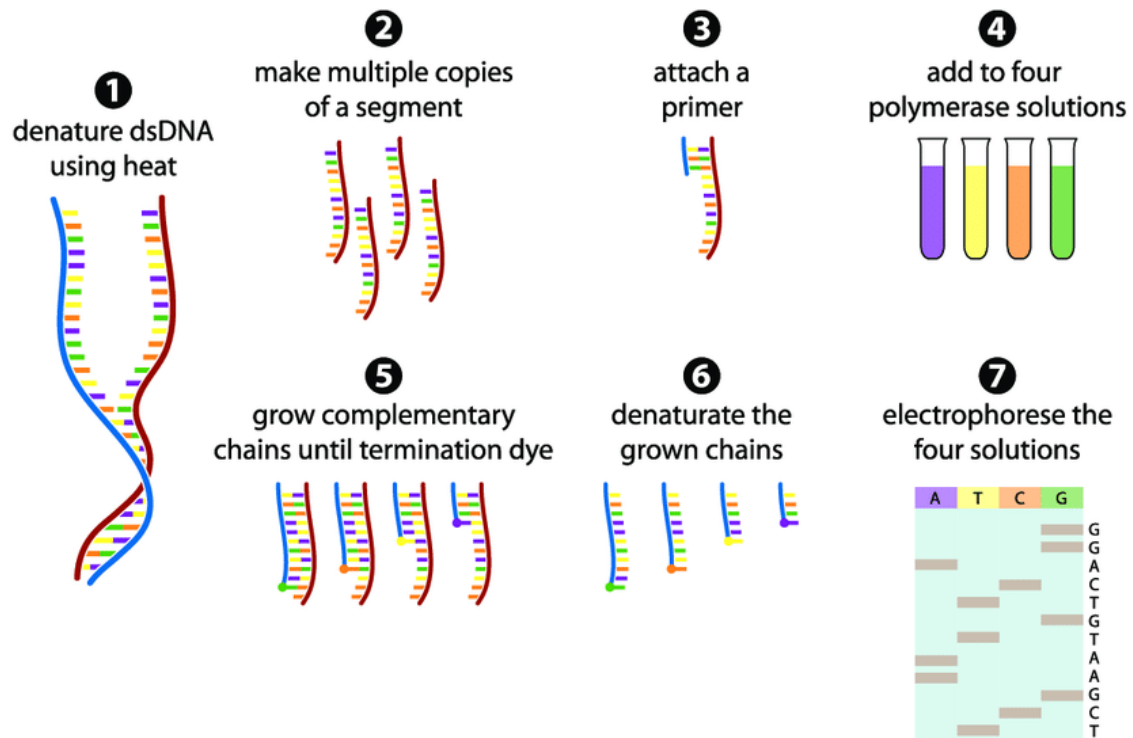 1
denature dsDNA
using heat
2
make multiple copies
of a segment
3
attach a
primer
4
add to four
polymerase solutions
5
grow complementary
chains until termination dye
6
denaturate the
grown chains
7
electrophorese the
four solutions
A T C G
G
G
A
C
T
G
T
A
A
G
C
T